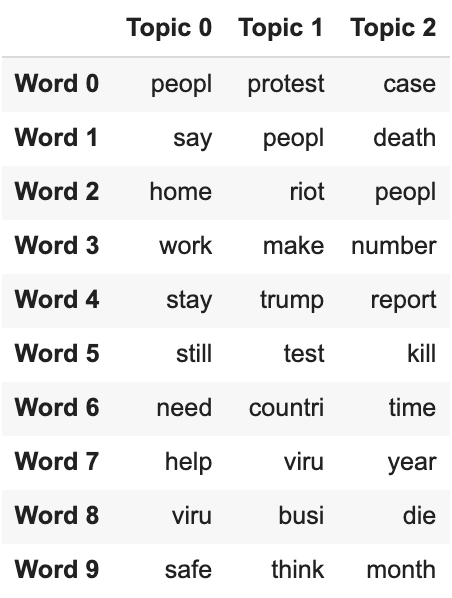 Topic 0 Topic 1 Topic 2
Word 0 peopl protest case
Word 1 say peopl death
Word 2 home riot peopl
Word 3 work make number
Word 4 stay trump report
Word 5 still test kill
Word 6 need countri time
Word 7 help viru year
Word 8 viru busi die
Word 9 safe think month